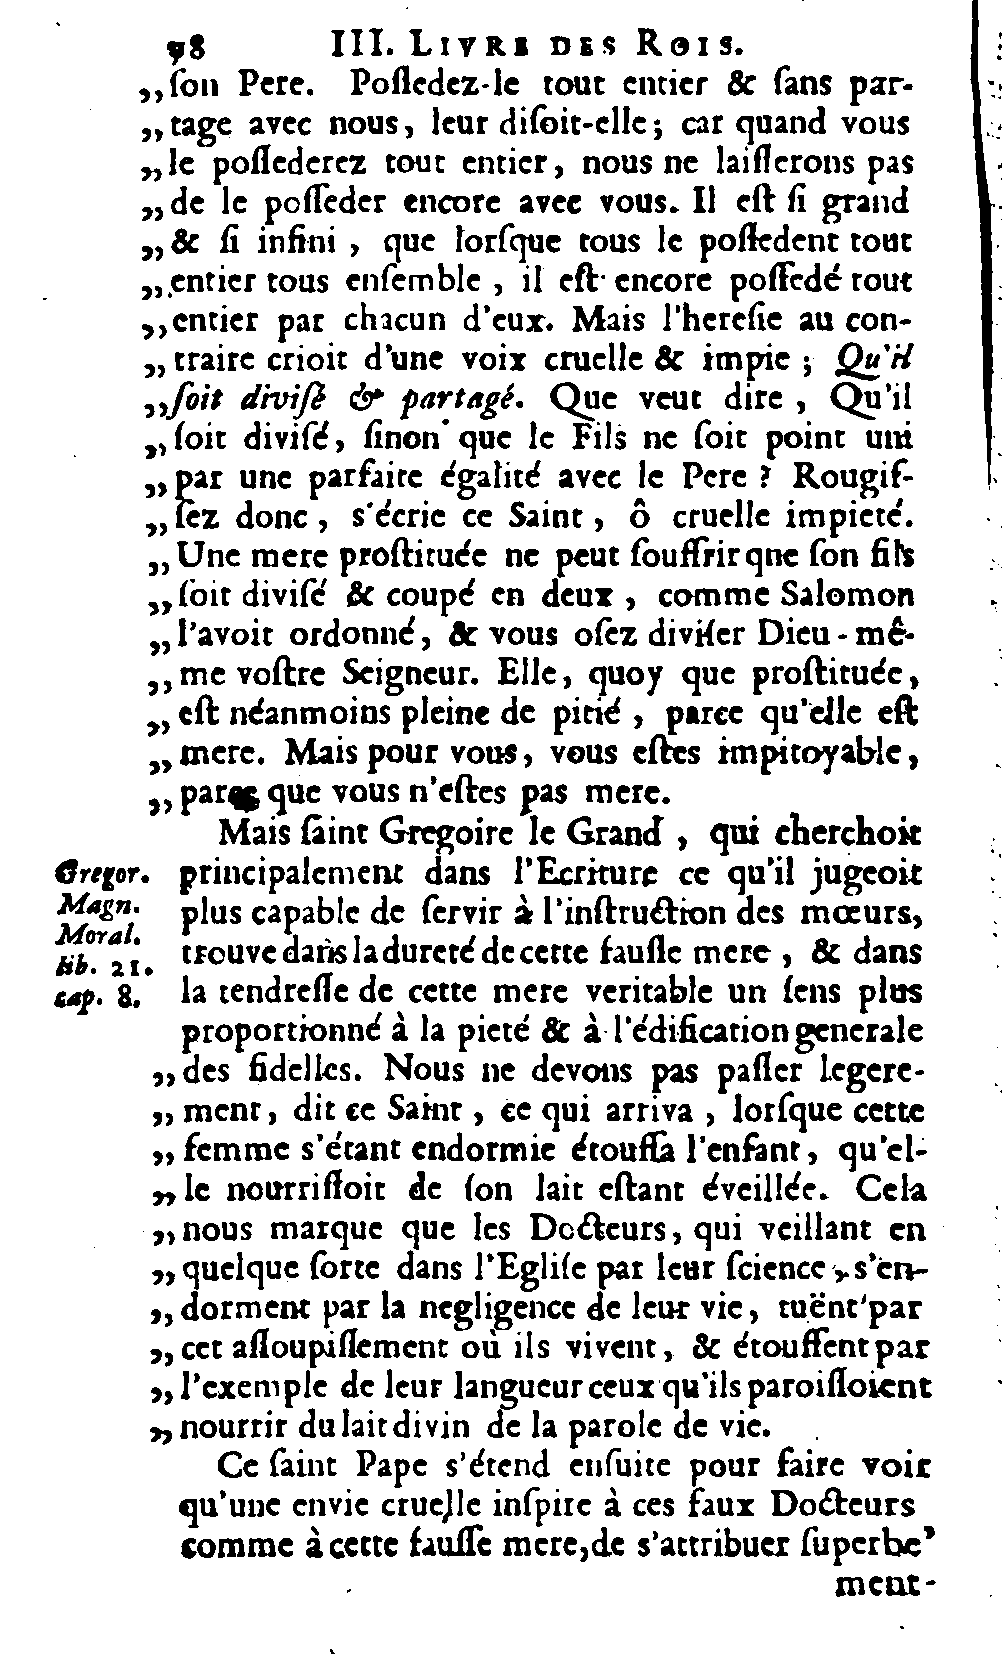 98 III. LIVRE DES ROIS.
„ſon Pere. Poſſedez-le tout entier & ſans par-
„tage avec nous, leur diſoit-elle; car quand vous
„le poſſederez tout entier, nous ne laiſſerons pas
„de le poſſeder encore avec vous. Il eſt ſi grand
„& ſi infini, que lorſque tous le poſſedent tout
„entier tous enſemble, il eſt encore poſſedé tout
„entier par chacun d'eux. Mais l'hereſie au con-
„traire crioit d'une voix cruelle & impie; Qu'il
„ſoit diviſé & partagé. Que veut dire, Qu'il
„ſoit diviſé, ſinon que le Fils ne ſoit point uni
„par une parfaite égalité avec le Pere? Rougiſ-
„ſez donc, s'écrie ce Saint, ô cruelle impieté.
„Une mere proſtituée ne peut ſouffrir qne ſon fils
„ſoit diviſé & coupé en deux, comme Salomon
„l'avoit ordonné, & vous oſez diviſer Dieu-mê-
„me voſtre Seigneur. Elle, quoy que proſtituée,
„eſt néanmoins pleine de pitié, parce qu'elle eſt
„mere. Mais pour vous, vous eſtes impitoyable,
„parce que vous n'eſtes pas mere.
Mais ſaint Gregoire le Grand, qui cherchoit
principalement dans l'Ecriture ce qu'il jugeoit
plus capable de ſervir à l'inſtruction des mœurs,
trouve dans la dureté de cette fauſſe mere, & dans
la tendreſſe de cette mere veritable un ſens plus
proportionné à la pieté & à l'édification generale
„des fidelles. Nous ne devons pas paſſer legere-
„ment, dit ce Saint, ce qui arriva, lorſque cette
„femme s'étant endormie étouffa l'enfant, qu'el-
„le nourriſſoit de ſon lait eſtant éveillée. Cela
„nous marque que les Docteurs, qui veillant en
„quelque ſorte dans l'Egliſe par leur ſcience, s'en-
„dorment par la negligence de leur vie, tuënt par
„cet aſſoupiſſement où ils vivent, & étouffent par
„l'exemple de leur langueur ceux qu'ils paroiſſoient
„nourrir du lait divin de la parole de vie.
Ce ſaint Pape s'étend enſuite pour faire voir
qu'une envie cruelle inſpire à ces faux Docteurs
comme à cette fauſſe mere, de s'attribuer ſuperbe-
ment-
Gregor.
Magn.
Moral.
lib. 21.
cap. 8.